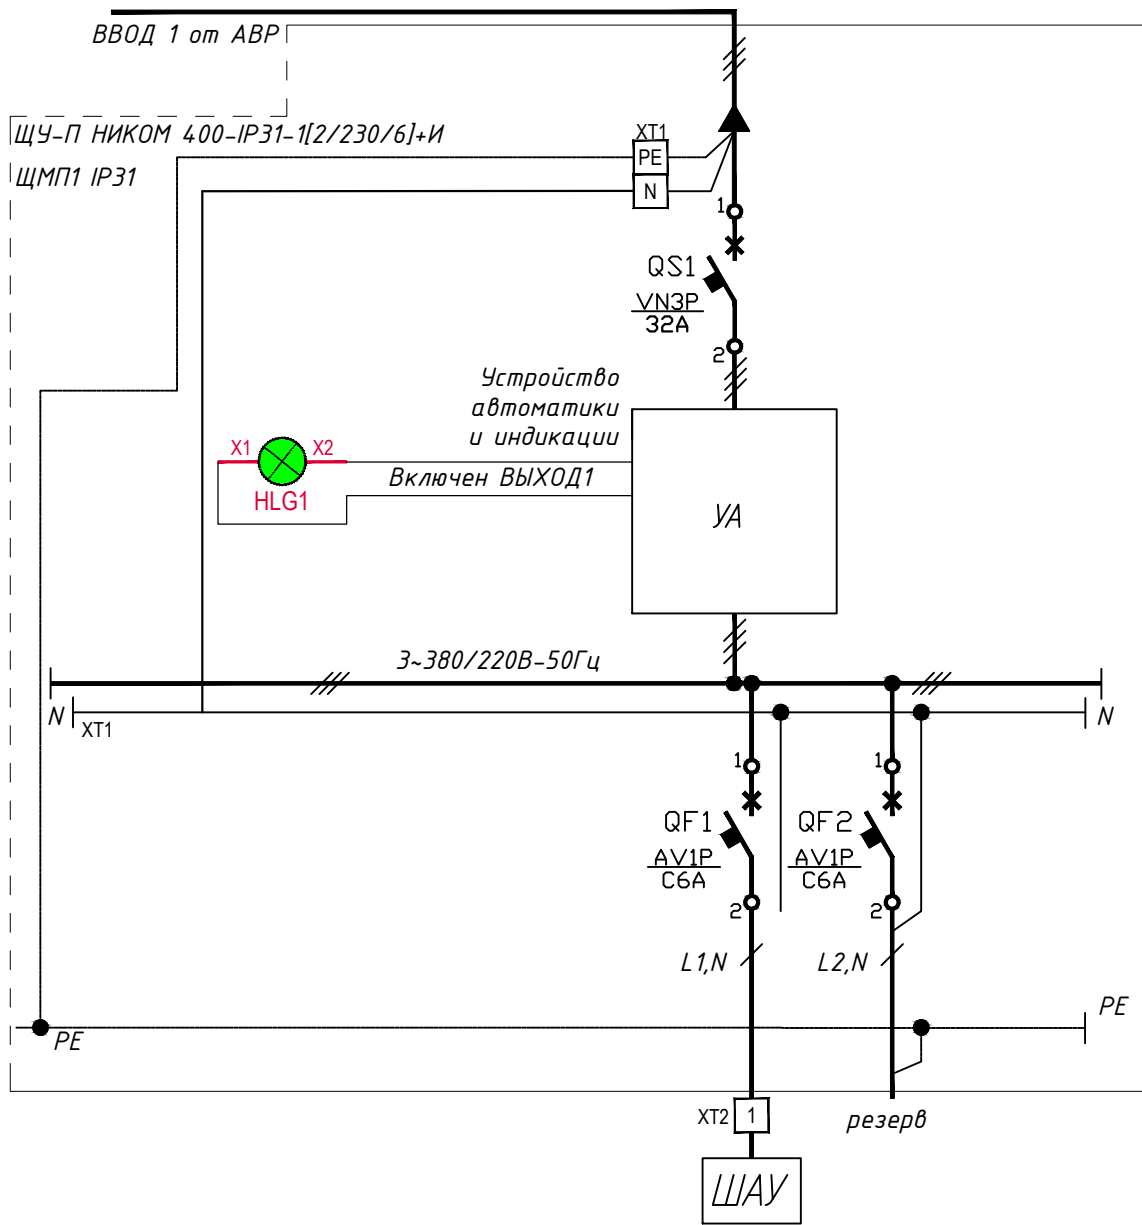 ВВОД 1 от АВР
ЩУ-П НИКОМ 400-IP31-1[2/230/6]+И
ЩМП1 IP31
XT1
PE
N
1
QS1
VN3P
32A
2
Устройство
автоматики
и индикации
X1
X2
HLG1
Включен ВЫХОД1
УА
3~380/220В-50Гц
N
XT1
N
1
1
QF1
QF2
AV1P
C6A
AV1P
C6A
2
2
L1,N
L2,N
PE
PE
XT2
1
резерв
ШАУ